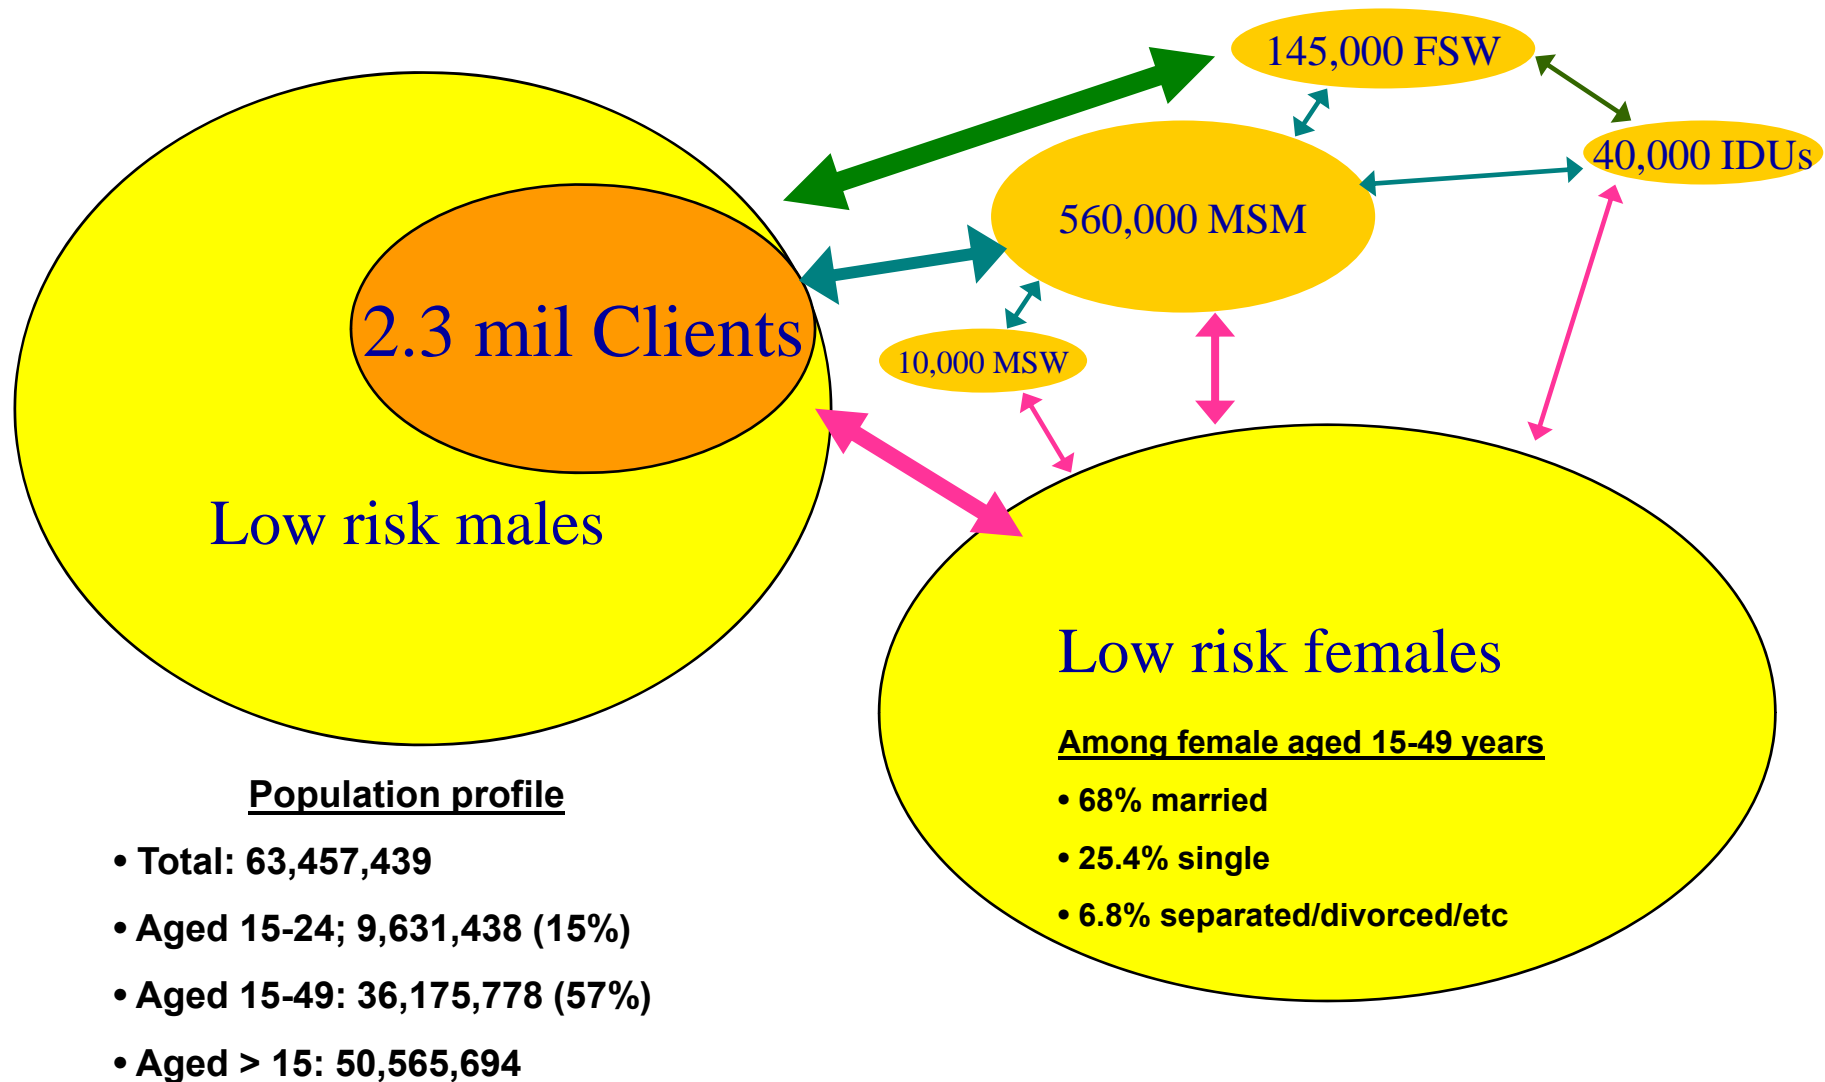 145,000 FSW
40,000 IDUs
560,000 MSM
2.3 mil Clients
10,000 MSW
Low risk males
Low risk females
Among female aged 15-49 years
• 68% married
• 25.4% single
• 6.8% separated/divorced/etc
Population profile
• Total: 63,457,439
• Aged 15-24; 9,631,438 (15%)
• Aged 15-49: 36,175,778 (57%)
• Aged > 15: 50,565,694